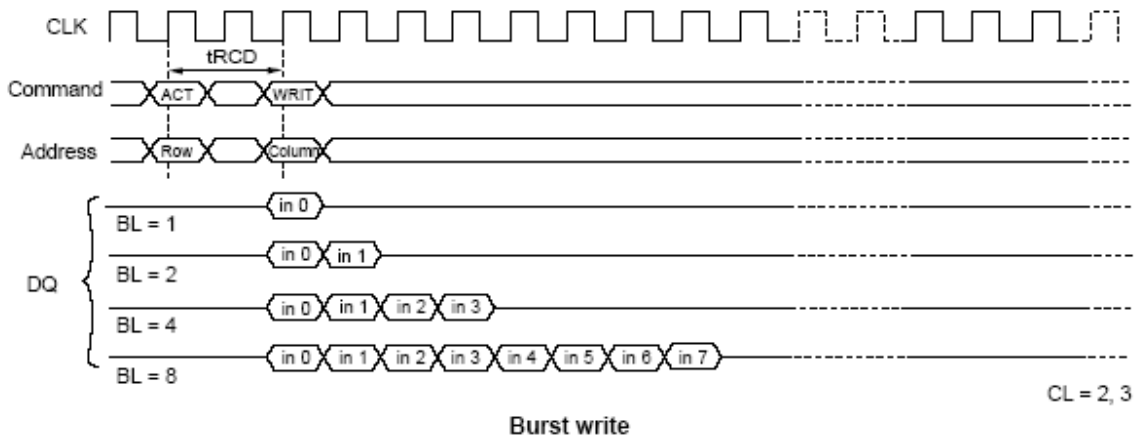 CLK
tRCD
Command ACT WRIT
Address Row Column
in 0
BL = 1
in 0 in 1
BL = 2
DQ
in 0 in 1 in 2 in 3
BL = 4
in 0 in 1 in 2 in 3 in 4 in 5 in 6 in 7
BL = 8
CL = 2, 3
Burst write